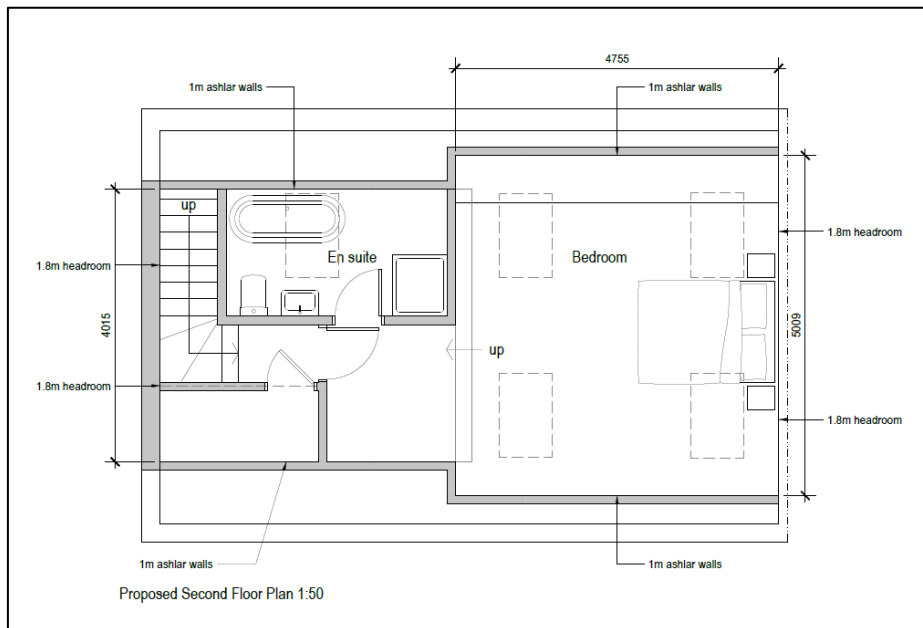 4755
1m ashlar walls
1m ashlar walls
up
1.8m headroom
En suite
Bedroom
1.8m headroom
4015
5009
up
1.8m headroom
1.8m headroom
1m ashlar walls
1m ashlar walls
Proposed Second Floor Plan 1:50